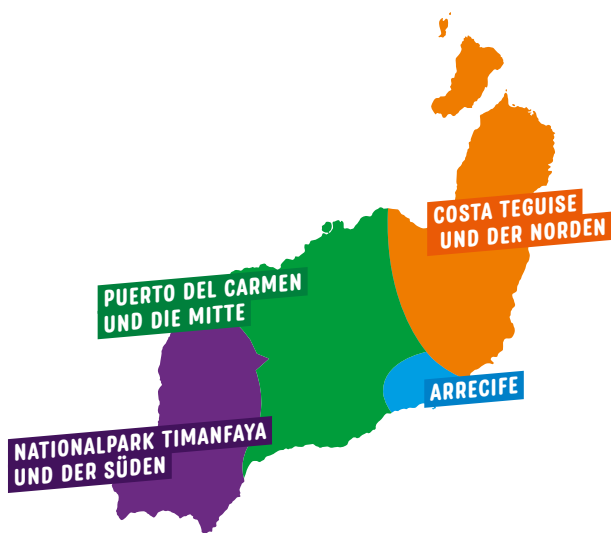 COSTA TEGUISE
UND DER NORDEN
PUERTO DEL CARMEN
UND DIE MITTE
ARRECIFE
NATIONALPARK TIMANFAYA
UND DER SÜDEN